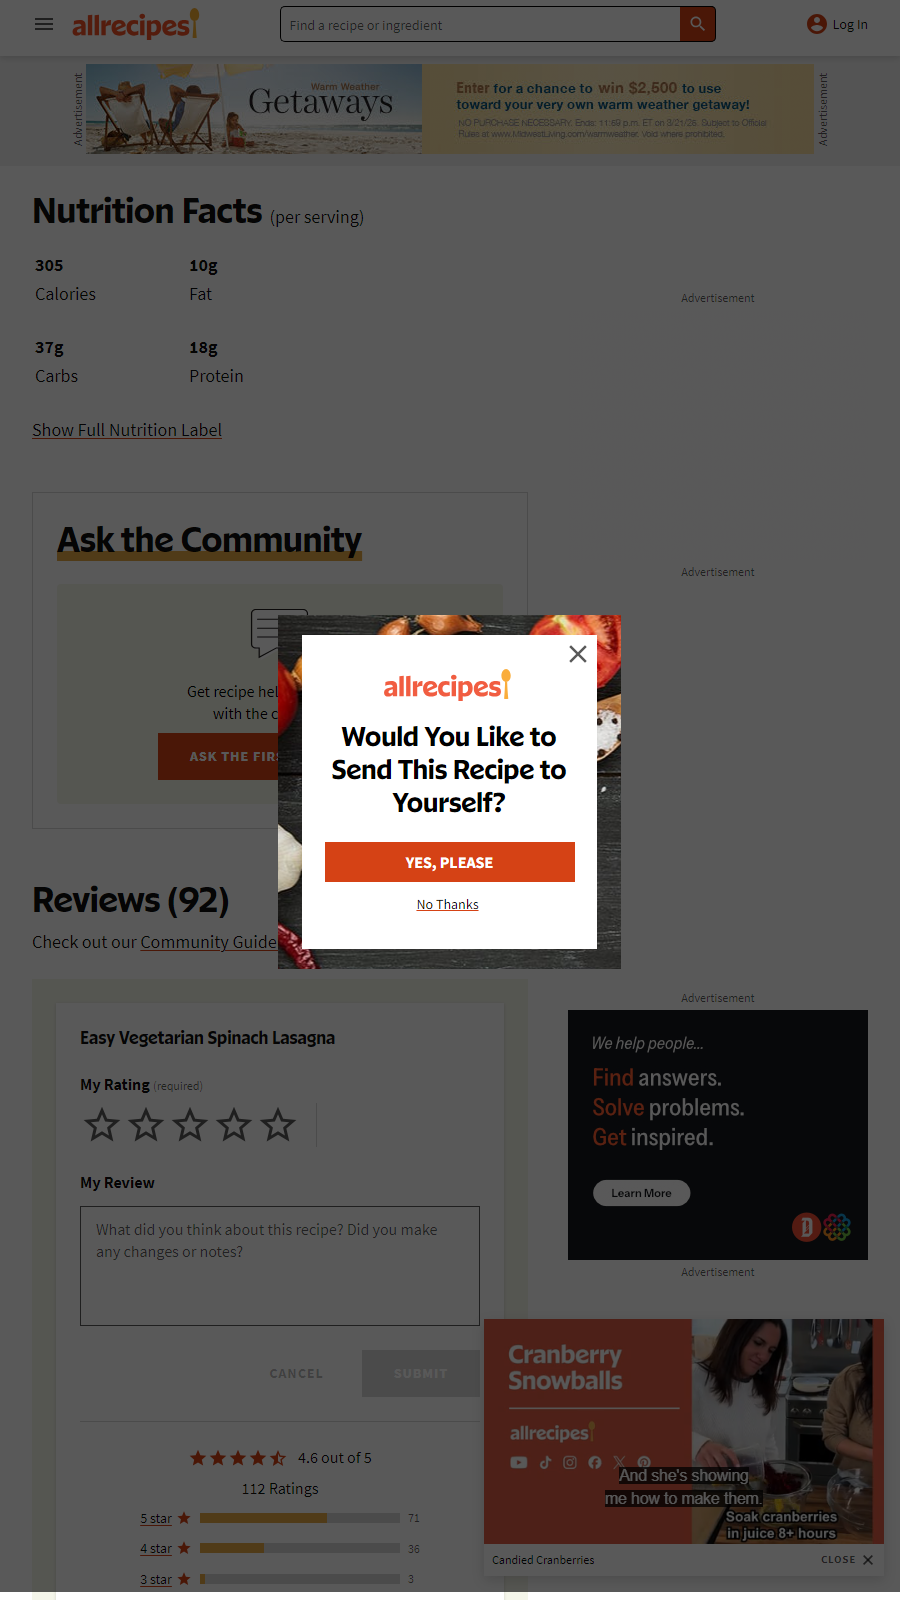 allrecipes
Find a recipe or ingredient
Log In
Advertisement
Warm Weather
Getaways
Enter for a chance to win $2,500 to use
toward your very own warm weather getaway!
NO PURCHASE NECESSARY. Ends: 11:59 p.m. ET on 3/21/25. Subject to Official
Rules at www.MidwestLiving.com/warmweather. Void where prohibited.
Advertisement
Nutrition Facts (per serving)
305
Calories
10g
Fat
Advertisement
37g
Carbs
18g
Protein
Show Full Nutrition Label
Ask the Community
Advertisement
Get recipe hel
with the c
ASK THE FIRS
allrecipes
Would You Like to
Send This Recipe to
Yourself?
YES, PLEASE
No Thanks
Reviews (92)
Check out our Community Guide
Advertisement
Easy Vegetarian Spinach Lasagna
My Rating (required)
My Review
What did you think about this recipe? Did you make
any changes or notes?
CANCEL
SUBMIT
4.6 out of 5
112 Ratings
5 star
71
4 star
36
3 star
3
We help people...
Find answers.
Solve problems.
Get inspired.
Learn More
D
Advertisement
Cranberry
Snowballs
allrecipes
And she's showing
me how to make them.
Soak cranberries
in juice 8+ hours
Candied Cranberries
CLOSE